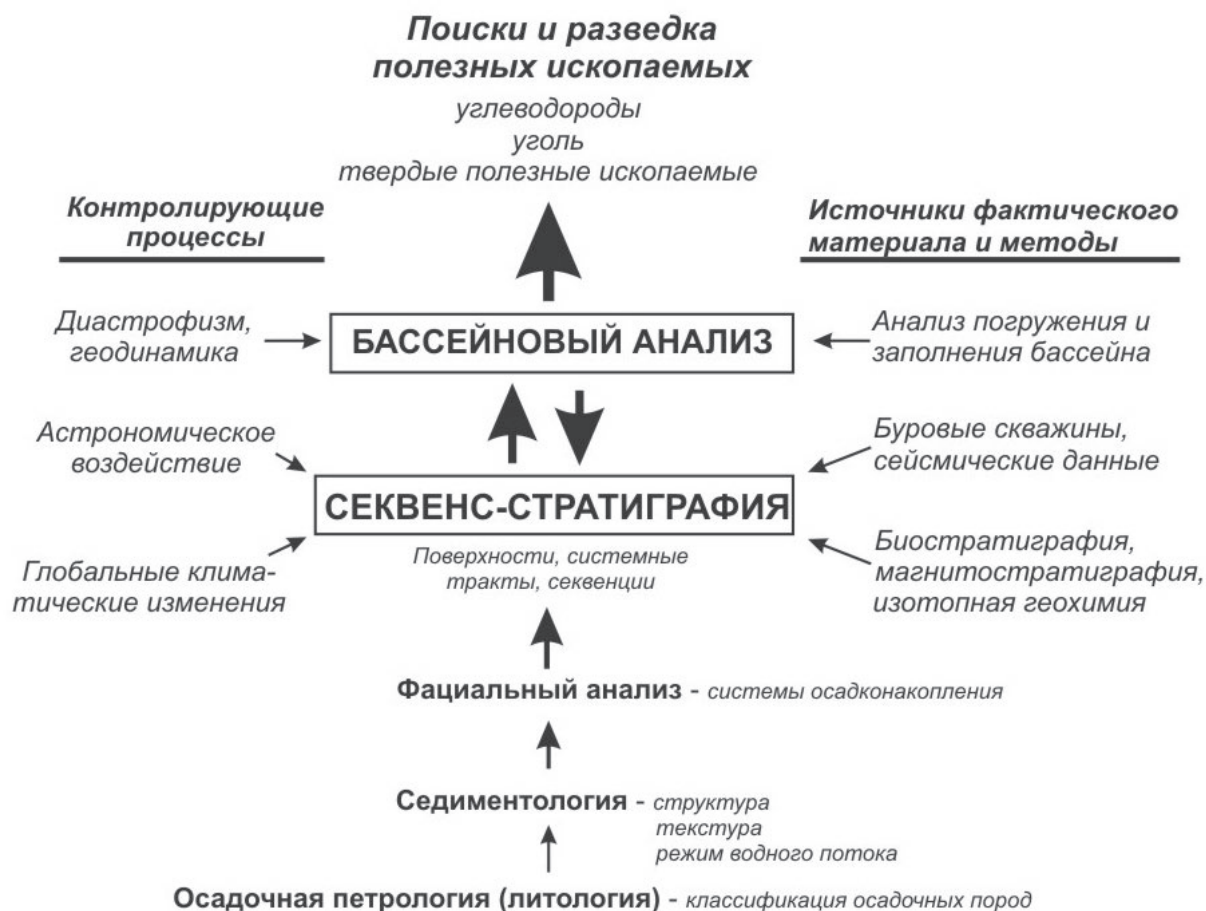 Поиски и разведка
полезных ископаемых
углеводороды
уголь
твердые полезные ископаемые
Контролирующие
процессы
Источники фактического
материала и методы
Диастрофизм,
геодинамика
БАССЕЙНОВЫЙ АНАЛИЗ
Анализ погружения и
заполнения бассейна
Астрономическое
воздействие
Буровые скважины,
сейсмические данные
СЕКВЕНС-СТРАТИГРАФИЯ
Поверхности, системные
тракты, секвенции
Глобальные клима-
тические изменения
Биостратиграфия,
магнитостратиграфия,
изотопная геохимия
Фациальный анализ - системы осадконакопления
Седиментология - структура
текстура
режим водного потока
Осадочная петрология (литология) - классификация осадочных пород